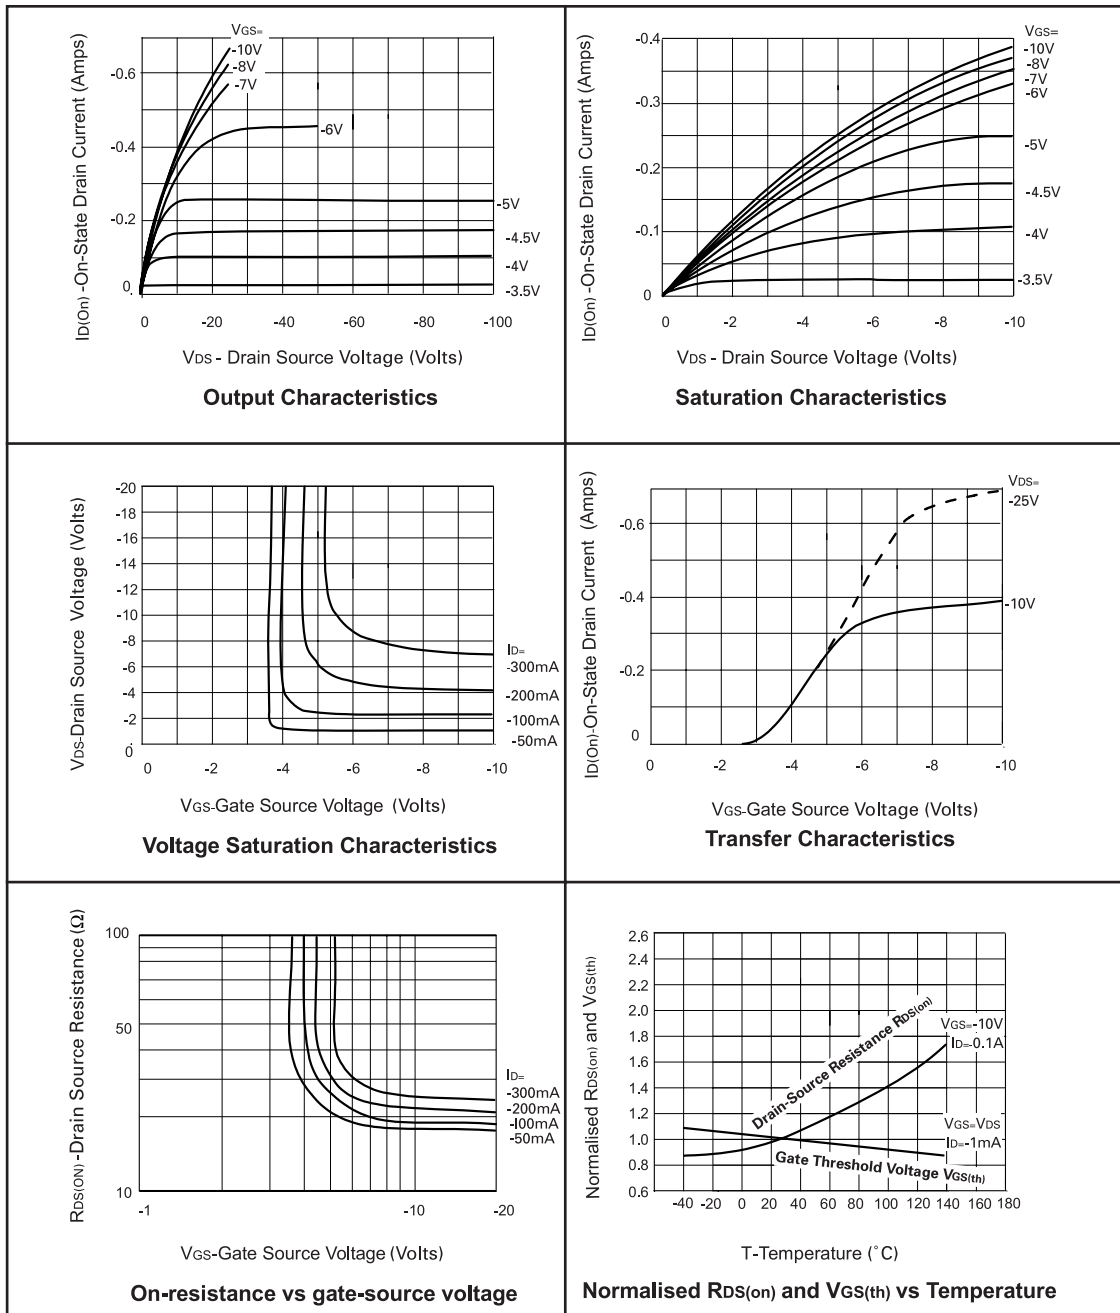 VGS=
-10V
-8V
-7V
-6V
-5V
-4.5V
-4V
-3.5V
-0.6
-0.4
-0.2
0
0 -20 -40 -60 -80 -100
ID(On) -On-State Drain Current (Amps)
VDS - Drain Source Voltage (Volts)
Output Characteristics
VGS=
-10V
-8V
-7V
-6V
-5V
-4.5V
-4V
-3.5V
-0.4
-0.3
-0.2
-0.1
0
0 -2 -4 -6 -8 -10
ID(On) -On-State Drain Current (Amps)
VDS - Drain Source Voltage (Volts)
Saturation Characteristics
-20
-18
-16
-14
-12
-10
-8
-6
-4
-2
0
0 -2 -4 -6 -8 -10
ID=
-300mA
-200mA
-100mA
-50mA
VDS-Drain Source Voltage (Volts)
VGS-Gate Source Voltage (Volts)
Voltage Saturation Characteristics
VDS=
-25V
-10V
-0.6
-0.4
-0.2
0
0 -2 -4 -6 -8 -10
ID(On)-On-State Drain Current (Amps)
VGS-Gate Source Voltage (Volts)
Transfer Characteristics
100
50
10
-1 -10 -20
ID=
-300mA
-200mA
-100mA
-50mA
RDS(ON) -Drain Source Resistance (Ω)
VGS-Gate Source Voltage (Volts)
On-resistance vs gate-source voltage
2.6
2.4
2.2
2.0
1.8
1.6
1.4
1.2
1.0
0.8
0.6
-40 -20 0 20 40 60 80 100 120 140 160 180
Normalised RDS(on) and VGS(th)
Drain-Source Resistance RDS(on)
VGS=-10V
ID=-0.1A
VGS=VDS
ID=-1mA
Gate Threshold Voltage VGS(th)
T-Temperature (˚C)
Normalised RDS(on) and VGS(th) vs Temperature